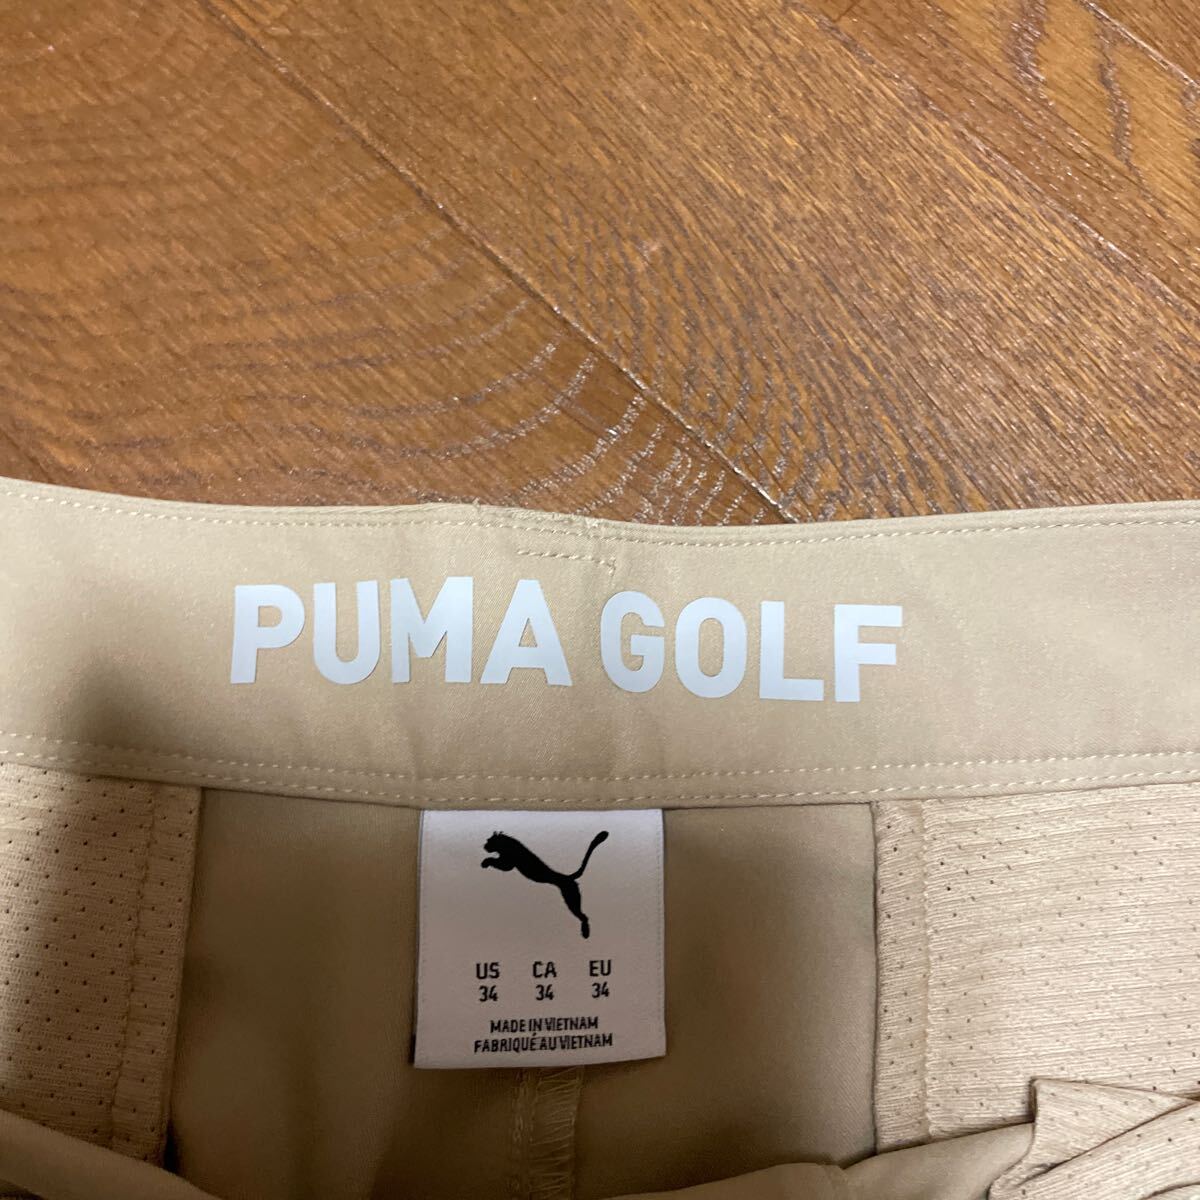 PUMA GOLF
US CA EU
34 34 34
MADE IN VIETNAM
FABRIQUÉ AU VIETNAM